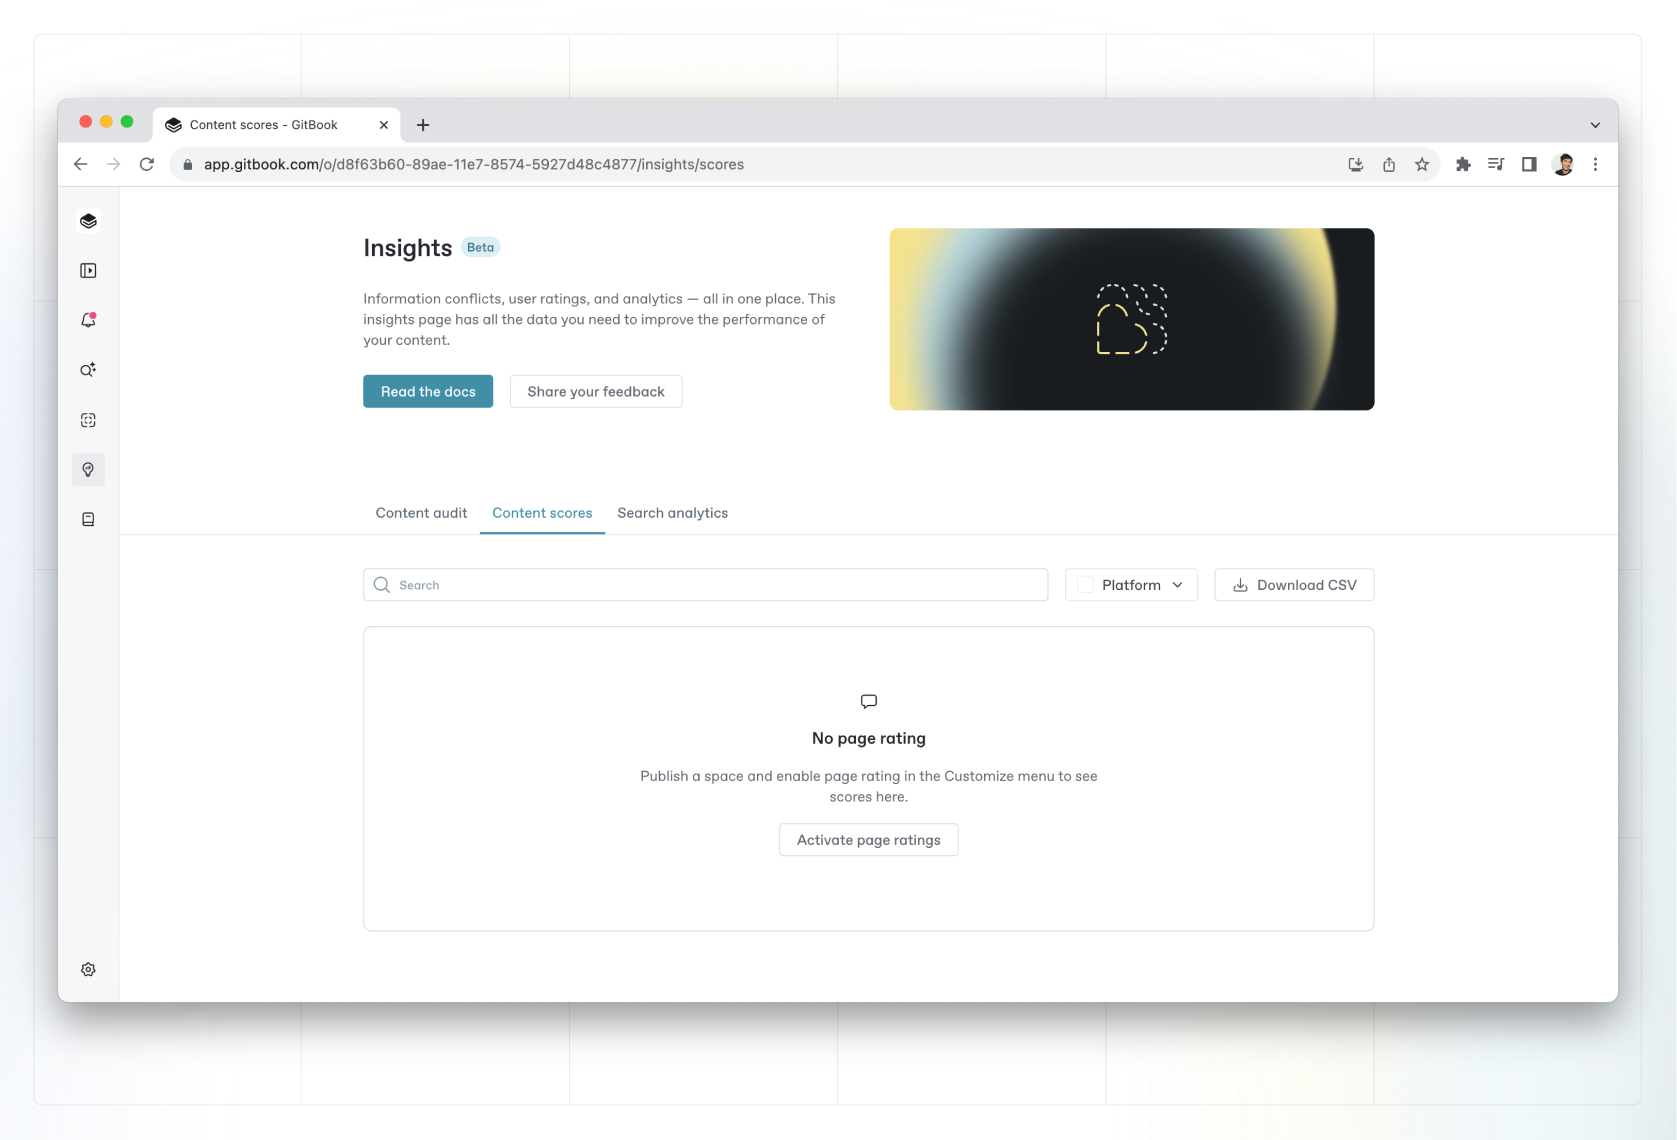 Content scores - GitBook
app.gitbook.com/o/d8f63b60-89ae-11e7-8574-5927d48c4877/insights/scores
Insights Beta
Information conflicts, user ratings, and analytics — all in one place. This
insights page has all the data you need to improve the performance of
your content.
Read the docs Share your feedback
Content audit Content scores Search analytics
Search Platform Download CSV
No page rating
Publish a space and enable page rating in the Customize menu to see
scores here.
Activate page ratings